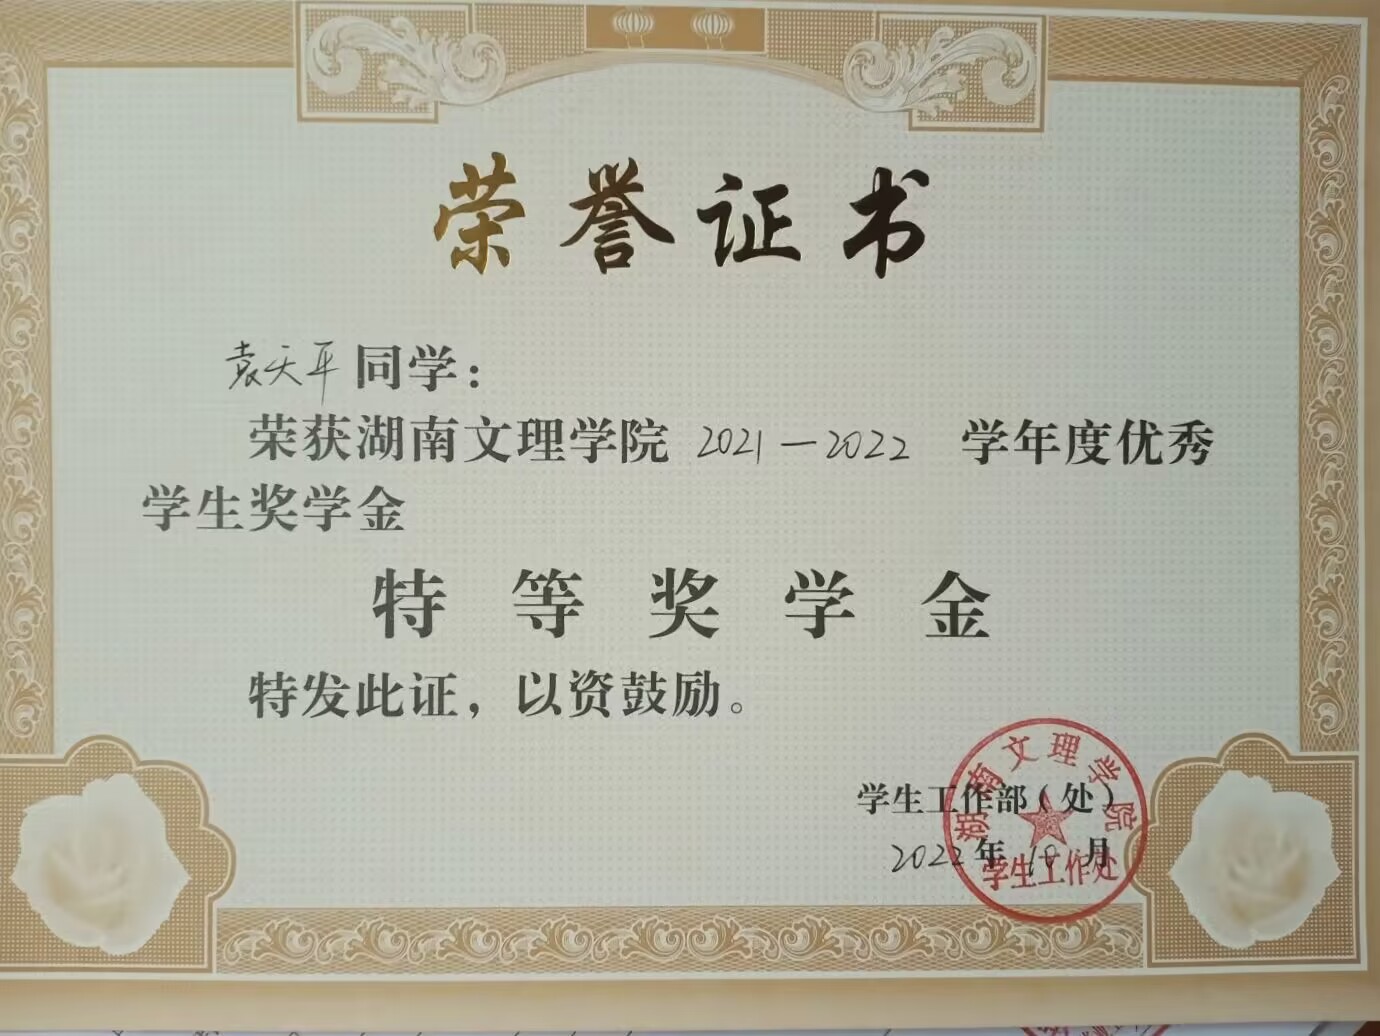 荣誉证书
袁天平同学：
荣获湖南文理学院 2021—2022 学年度优秀
学生奖学金
特等奖学金
特发此证，以资鼓励。
学生工作部（处）
2022年10月
湖南文理学院
学生工作处